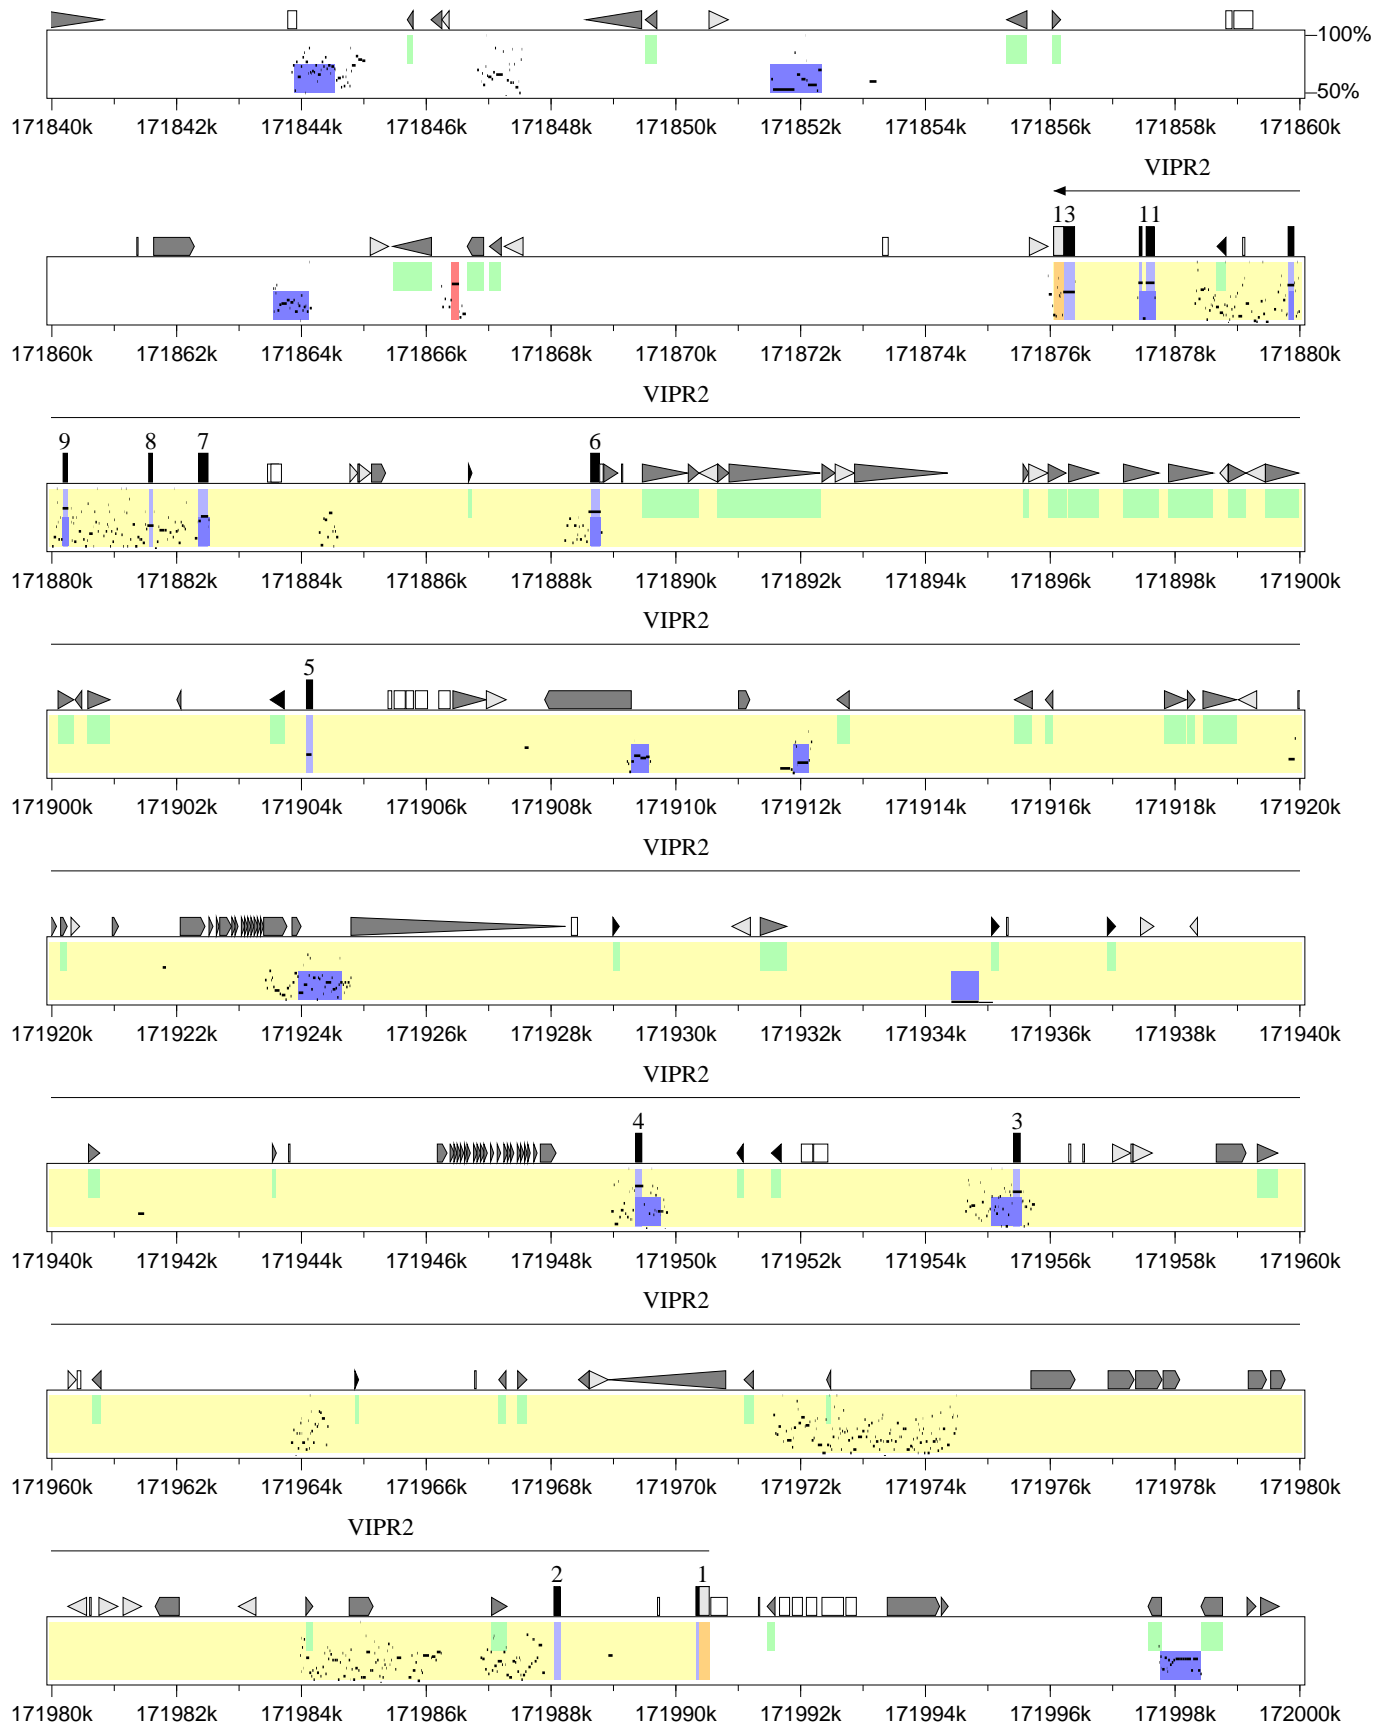 100%
50%
171840k 171842k 171844k 171846k 171848k 171850k 171852k 171854k 171856k 171858k 171860k
VIPR2
13 11
171860k 171862k 171864k 171866k 171868k 171870k 171872k 171874k 171876k 171878k 171880k
VIPR2
9 8 7 6
171880k 171882k 171884k 171886k 171888k 171890k 171892k 171894k 171896k 171898k 171900k
VIPR2
5
171900k 171902k 171904k 171906k 171908k 171910k 171912k 171914k 171916k 171918k 171920k
VIPR2
171920k 171922k 171924k 171926k 171928k 171930k 171932k 171934k 171936k 171938k 171940k
VIPR2
4 3
171940k 171942k 171944k 171946k 171948k 171950k 171952k 171954k 171956k 171958k 171960k
VIPR2
171960k 171962k 171964k 171966k 171968k 171970k 171972k 171974k 171976k 171978k 171980k
VIPR2
2 1
171980k 171982k 171984k 171986k 171988k 171990k 171992k 171994k 171996k 171998k 172000k